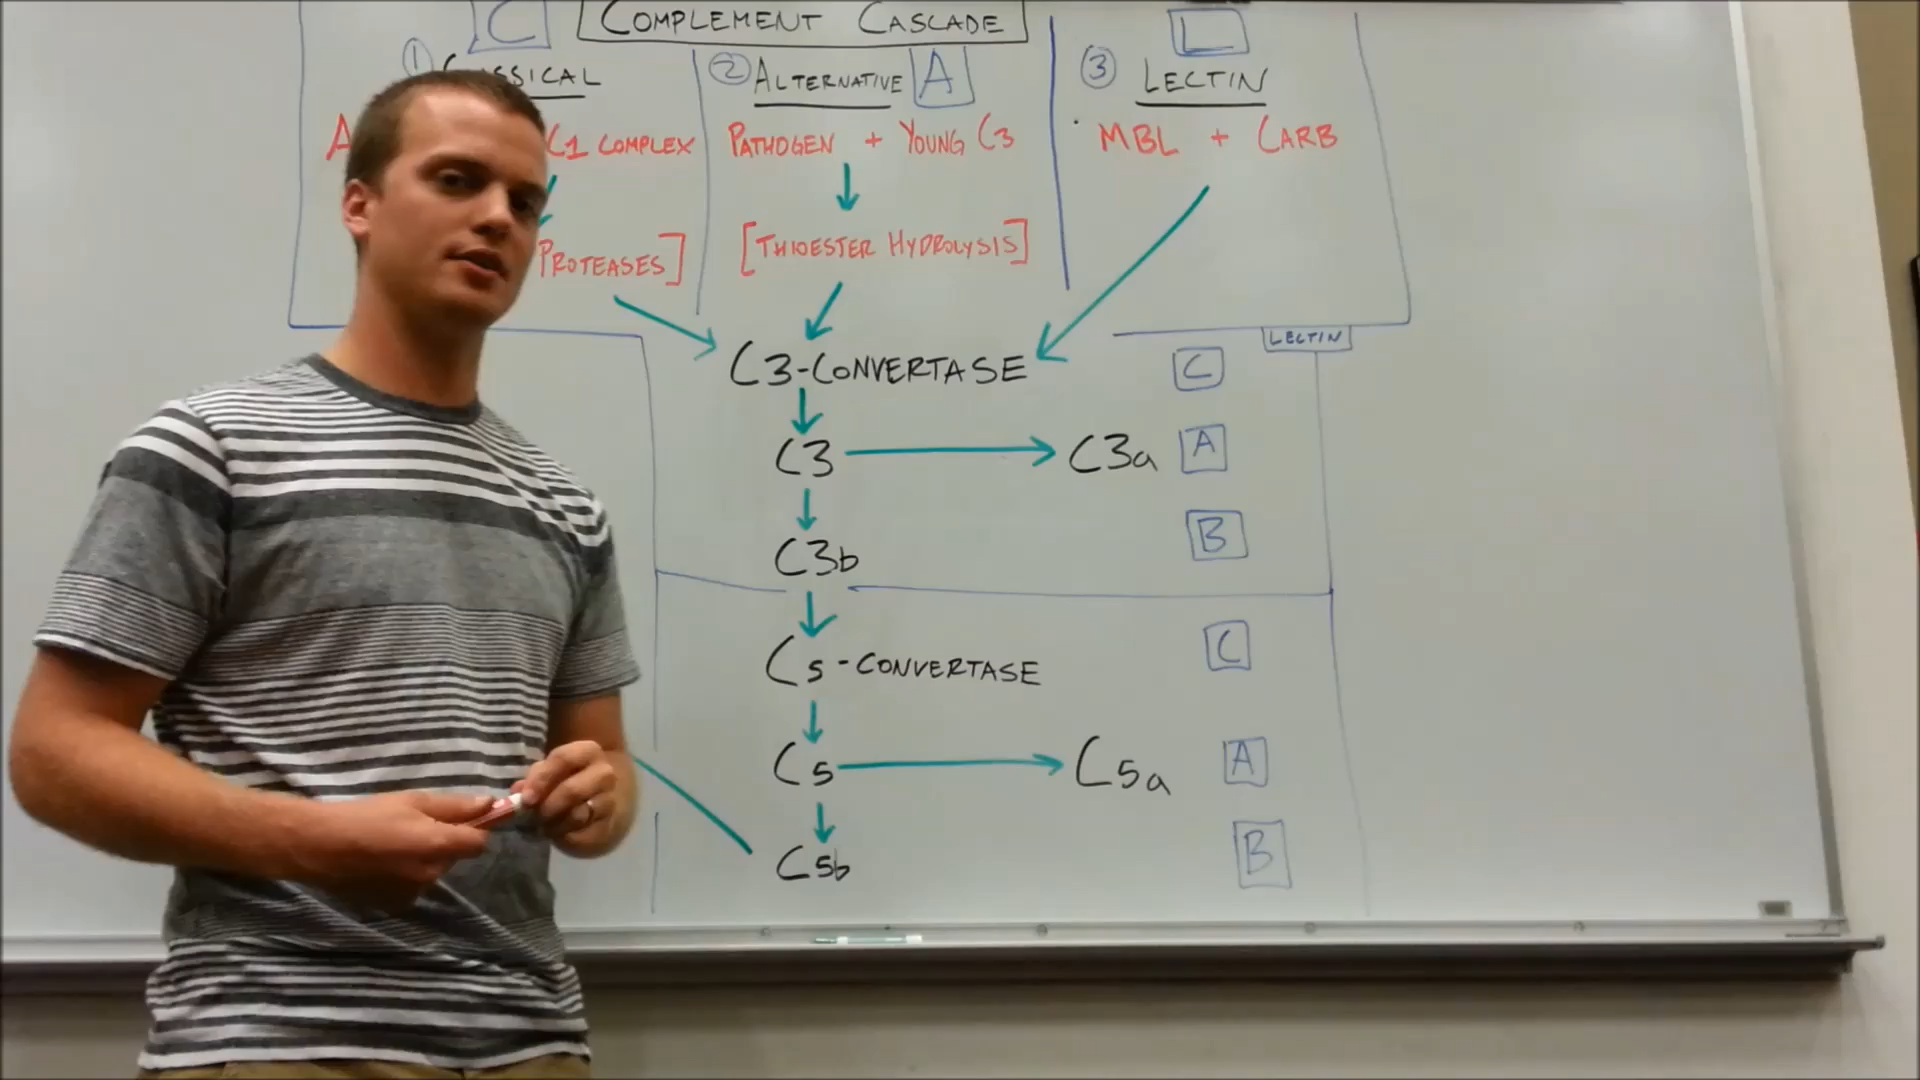 C COMPLEMENT CASCADE L
1 2 ALTERNATIVE A 3 LECTIN
C1 COMPLEX PATHOGEN + YOUNG C3 MBL + CARB
PROTEASES] [THIOESTER HYDROLYSIS]
LECTIN
C3-CONVERTASE C
C3 C3a A
C3b B
C5-CONVERTASE C
C5 C5a A
C5b B